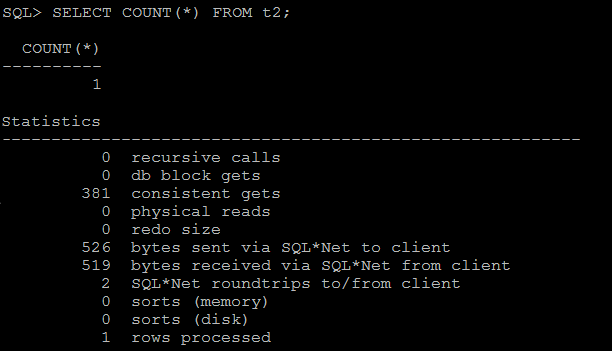 SQL> SELECT COUNT(*) FROM t2;
COUNT(*)
----------
1
Statistics
----------------------------------------------------------
0 recursive calls
0 db block gets
381 consistent gets
0 physical reads
0 redo size
526 bytes sent via SQL*Net to client
519 bytes received via SQL*Net from client
2 SQL*Net roundtrips to/from client
0 sorts (memory)
0 sorts (disk)
1 rows processed